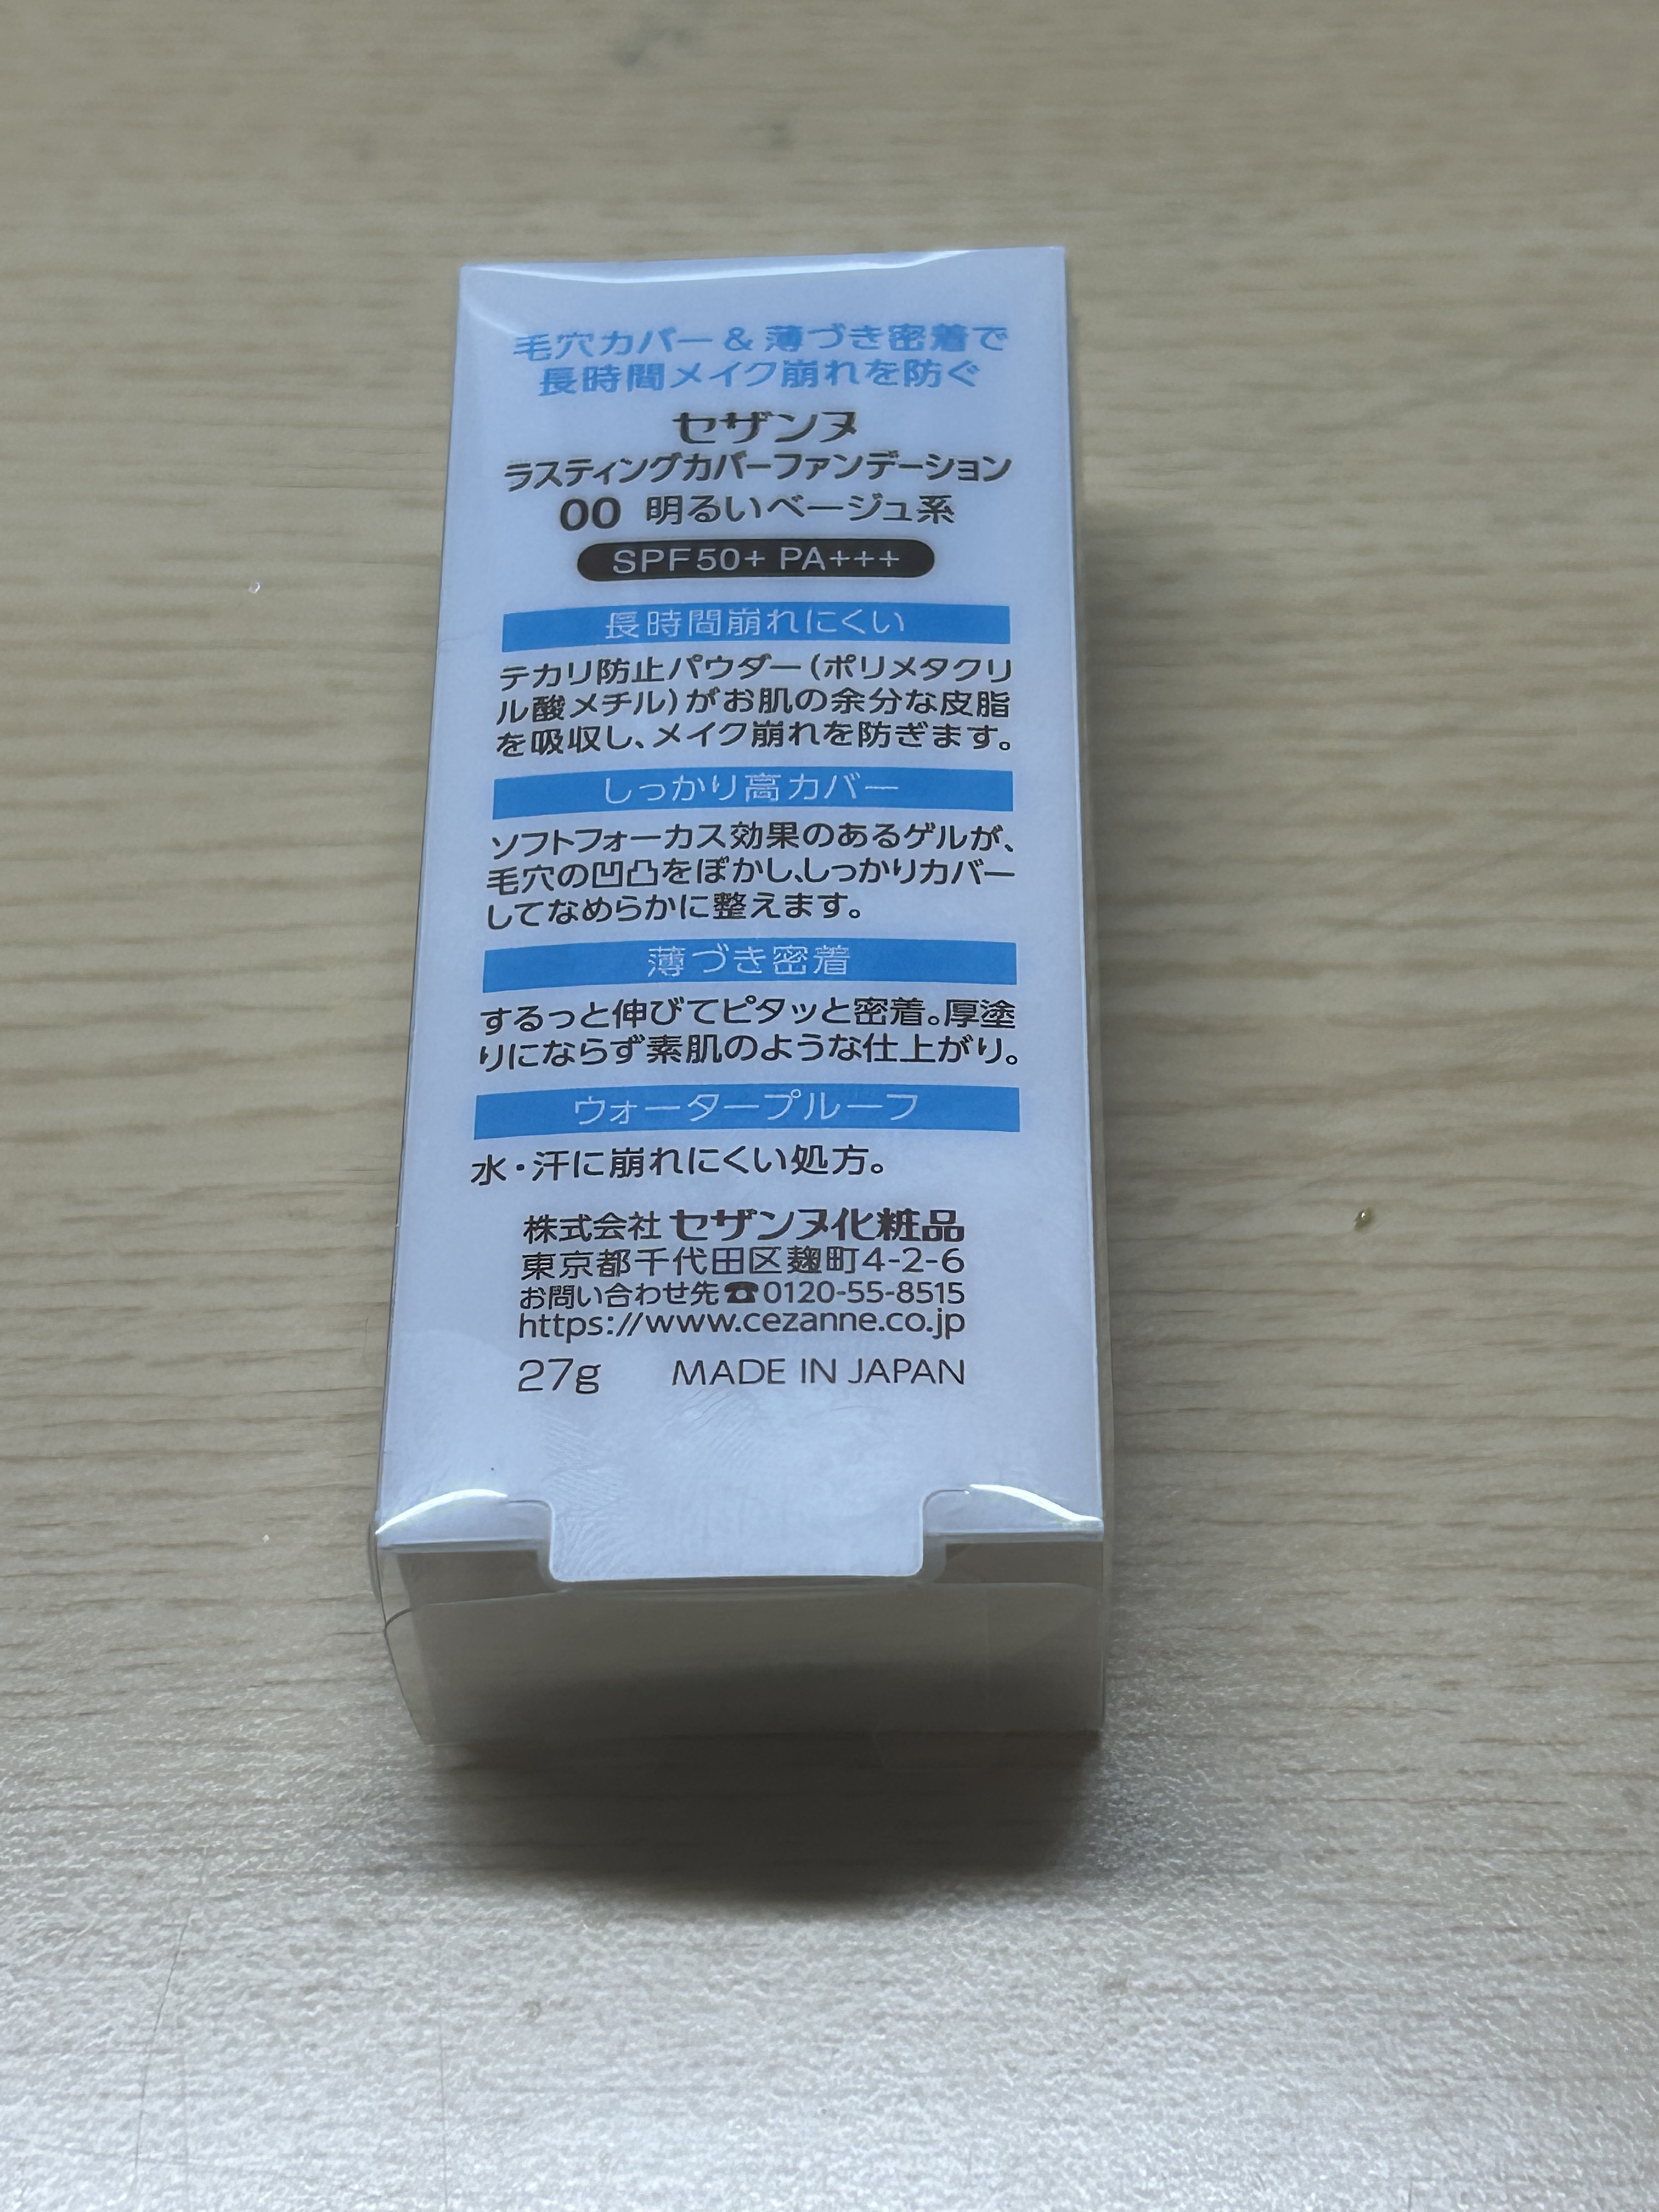 毛穴カバー&薄づき密着で
長時間メイク崩れを防ぐ
セザンヌ
ラスティングカバーファンデーション
00 明るいベージュ系
SPF50+ PA+++
長時間崩れにくい
テカリ防止パウダー(ポリメタクリ
ル酸メチル)がお肌の余分な皮脂
を吸収し、メイク崩れを防ぎます。
しっかり高カバー
ソフトフォーカス効果のあるゲルが、
毛穴の凹凸をぼかし、しっかりカバー
してなめらかに整えます。
薄づき密着
するっと伸びてピタッと密着。厚塗
りにならず素肌のような仕上がり。
ウォータープルーフ
水・汗に崩れにくい処方。
株式会社 セザンヌ化粧品
東京都千代田区麹町4-2-6
お問い合わせ先☎0120-55-8515
https://www.cezanne.co.jp
27g MADE IN JAPAN